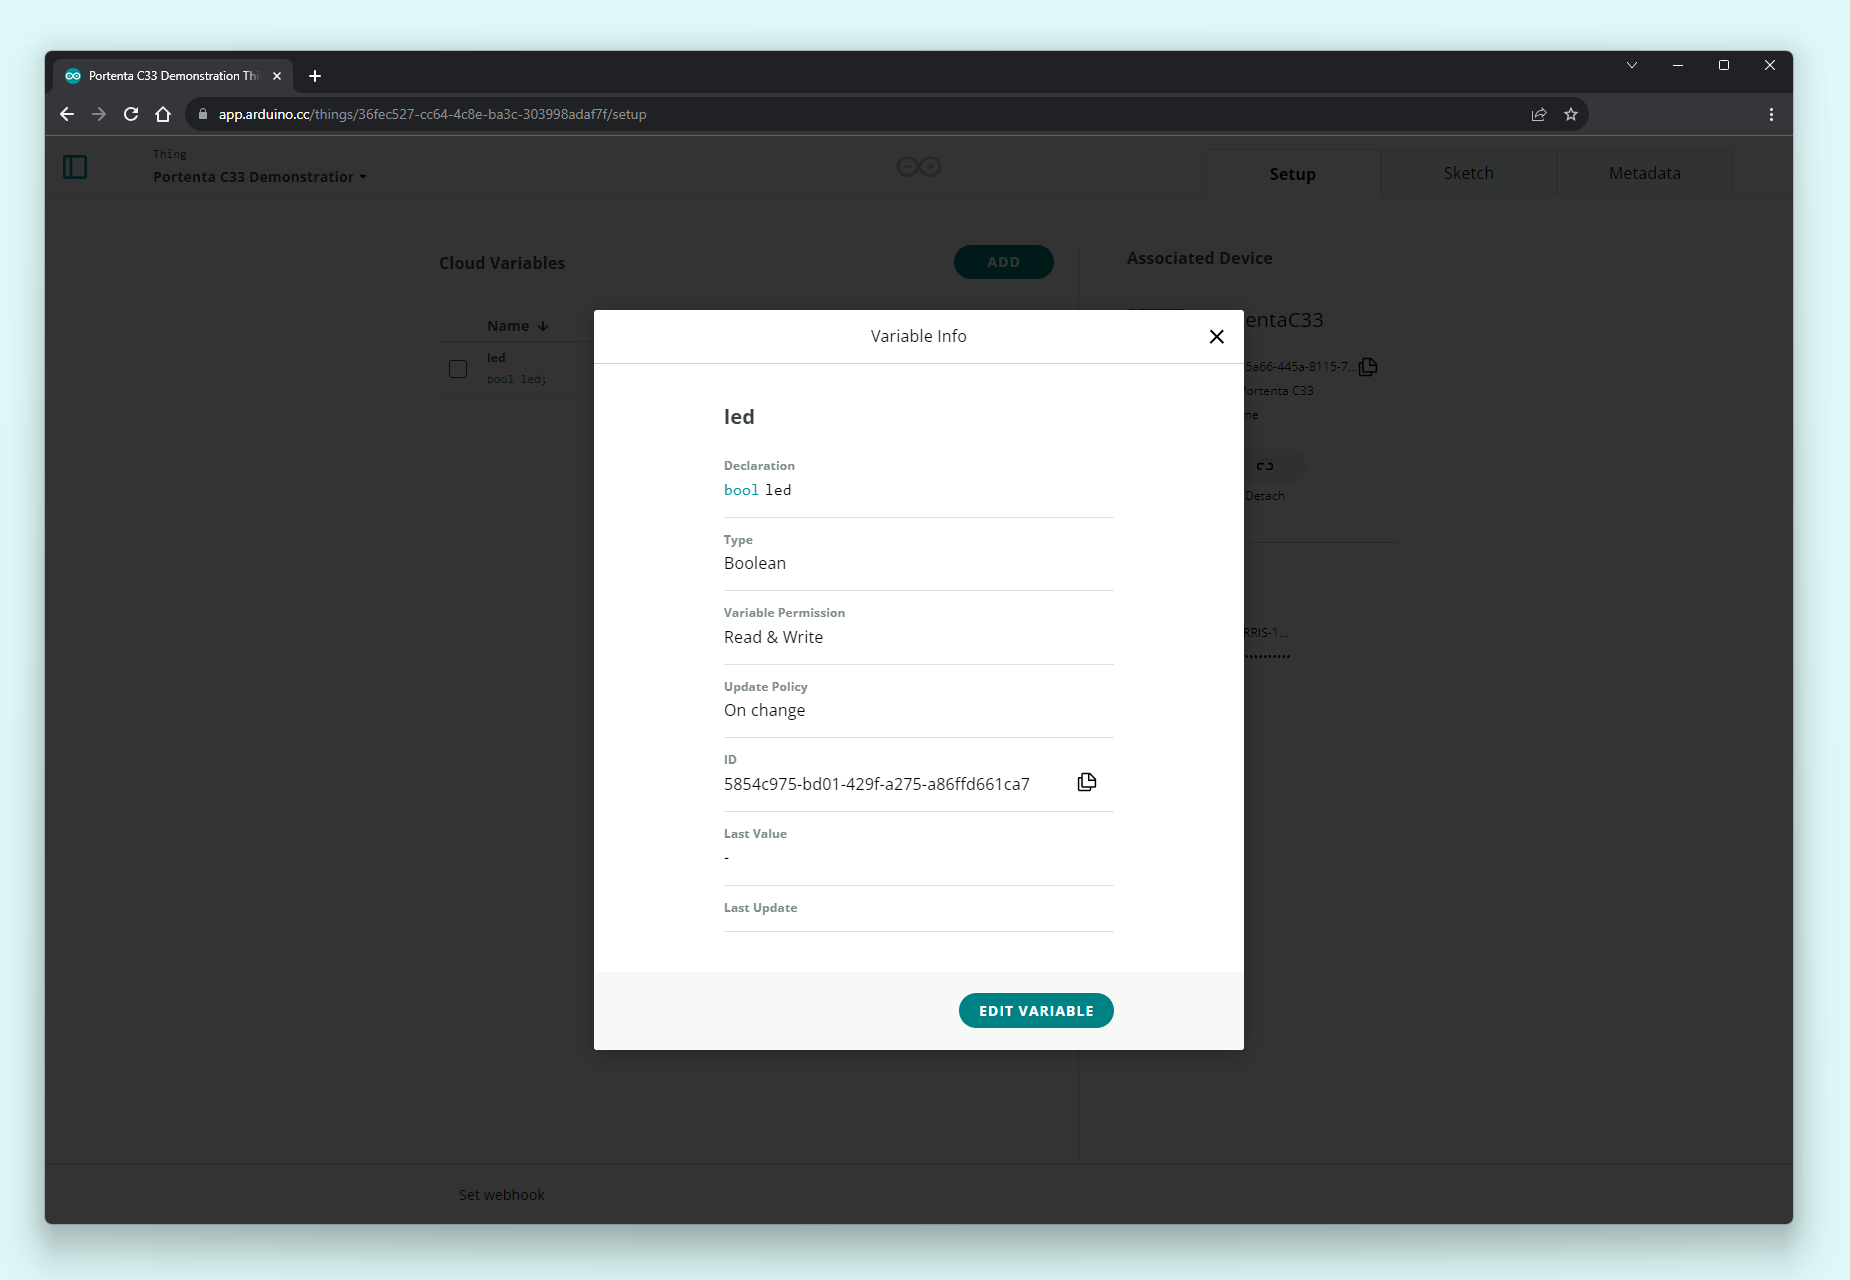 Portenta C33 Demonstration Thi
app.arduino.cc/things/36fec527-cc64-4c8e-ba3c-303998adaf7f/setup
Thing
Portenta C33 Demonstration
Setup
Sketch
Metadata
Cloud Variables
ADD
Associated Device
Name
led
bool led;
entaC33
5a66-445a-8115-7...
ortenta C33
ne
Detach
RRIS-1...
•••••••••••
Variable Info
led
Declaration
bool led
Type
Boolean
Variable Permission
Read & Write
Update Policy
On change
ID
5854c975-bd01-429f-a275-a86ffd661ca7
Last Value
-
Last Update
EDIT VARIABLE
Set webhook